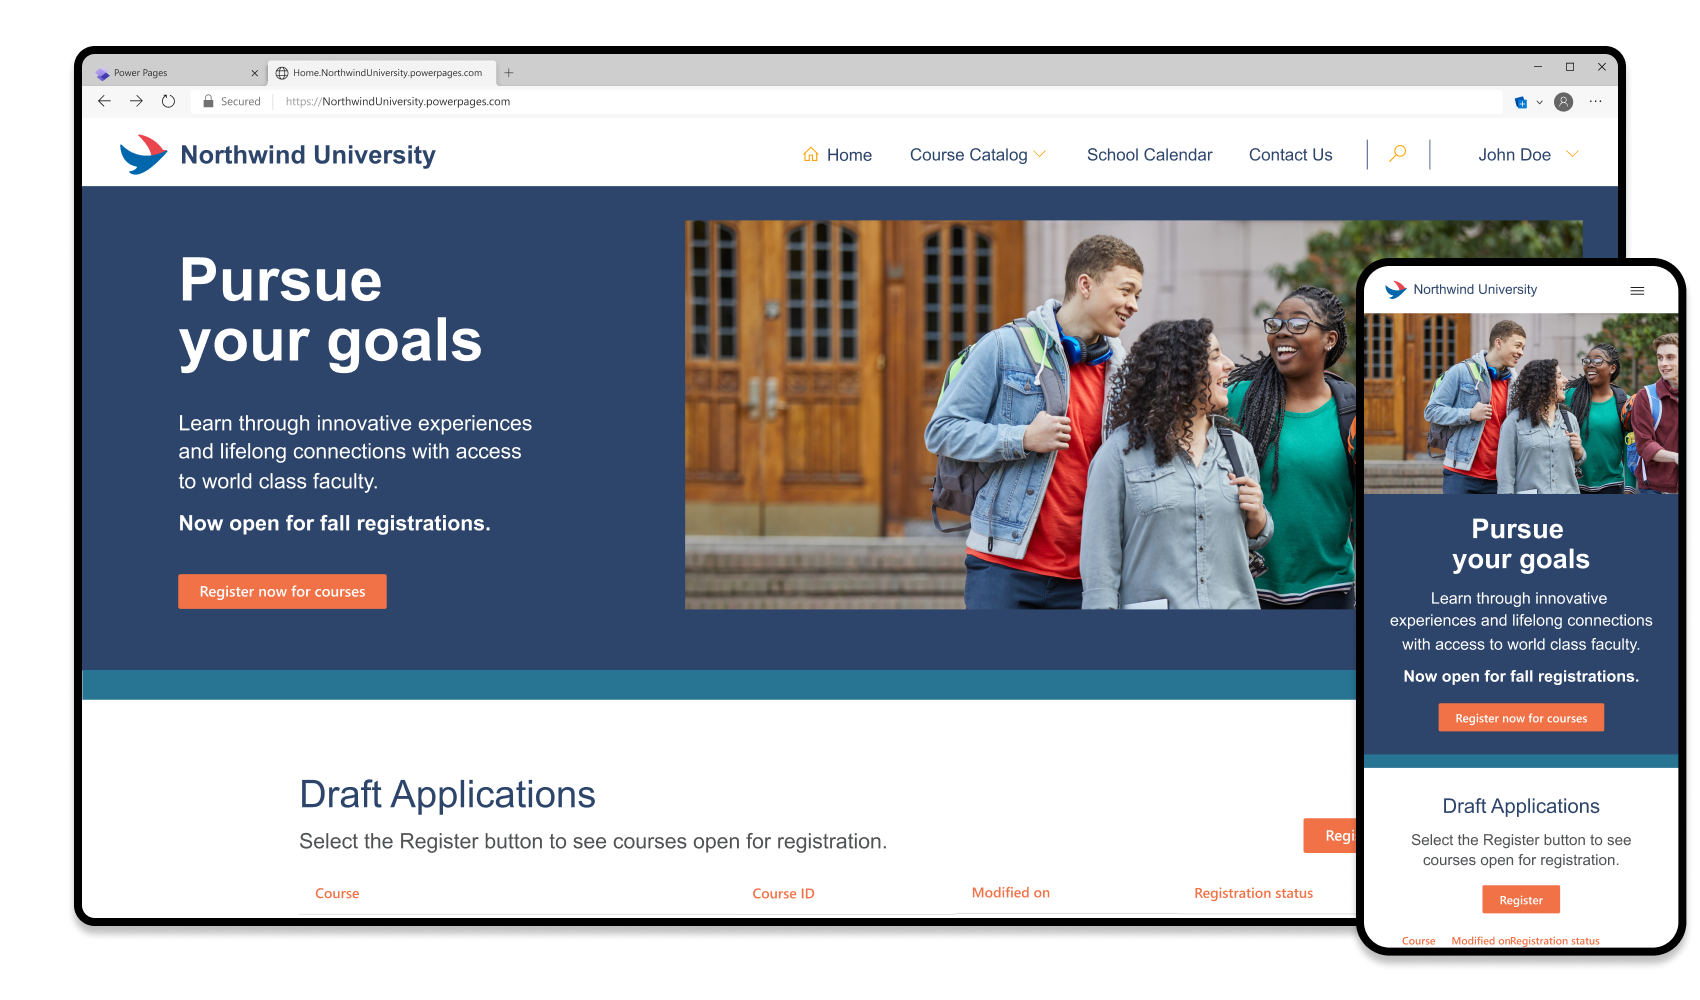 Power Pages
Home.NorthwindUniversity.powerpages.com
Secured
https://NorthwindUniversity.powerpages.com
Northwind University
Home
Course Catalog
School Calendar
Contact Us
John Doe
Pursue
your goals
Learn through innovative experiences
and lifelong connections with access
to world class faculty.
Now open for fall registrations.
Register now for courses
Draft Applications
Select the Register button to see courses open for registration.
Regi
Course
Course ID
Modified on
Registration status
Northwind University
Pursue
your goals
Learn through innovative
experiences and lifelong connections
with access to world class faculty.
Now open for fall registrations.
Register now for courses
Draft Applications
Select the Register button to see
courses open for registration.
Register
Course
Modified on
Registration status